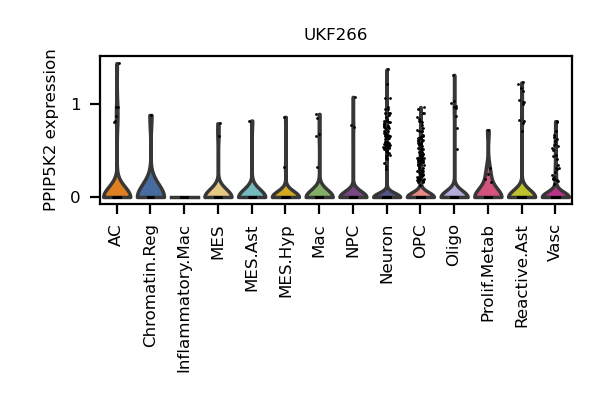 UKF266
PPIP5K2 expression
1
0
AC
Chromatin.Reg
Inflammatory.Mac
MES
MES.Ast
MES.Hyp
Mac
NPC
Neuron
OPC
Oligo
Prolif.Metab
Reactive.Ast
Vasc